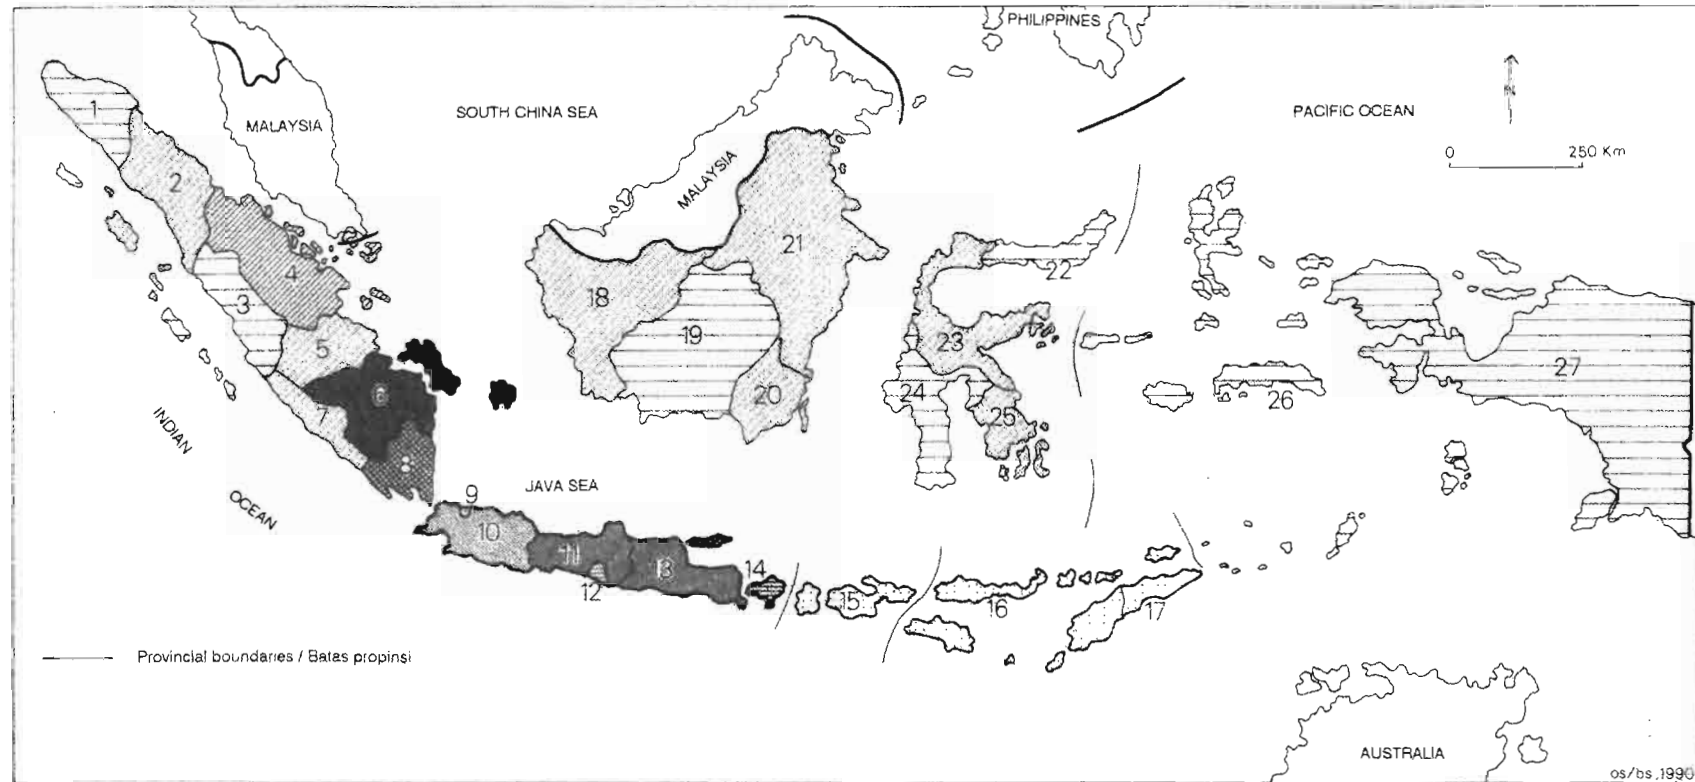 PHILIPPINES
N
SOUTH CHINA SEA
MALAYSIA
PACIFIC OCEAN
0 250 Km
MALAYSIA
1
2
3
4
5
6
7
8
9
10
11
12
13
14
15
16
17
18
19
20
21
22
23
24
25
26
27
INDIAN
OCEAN
JAVA SEA
Provincial boundaries / Batas propinsi
AUSTRALIA
os/bs,1990